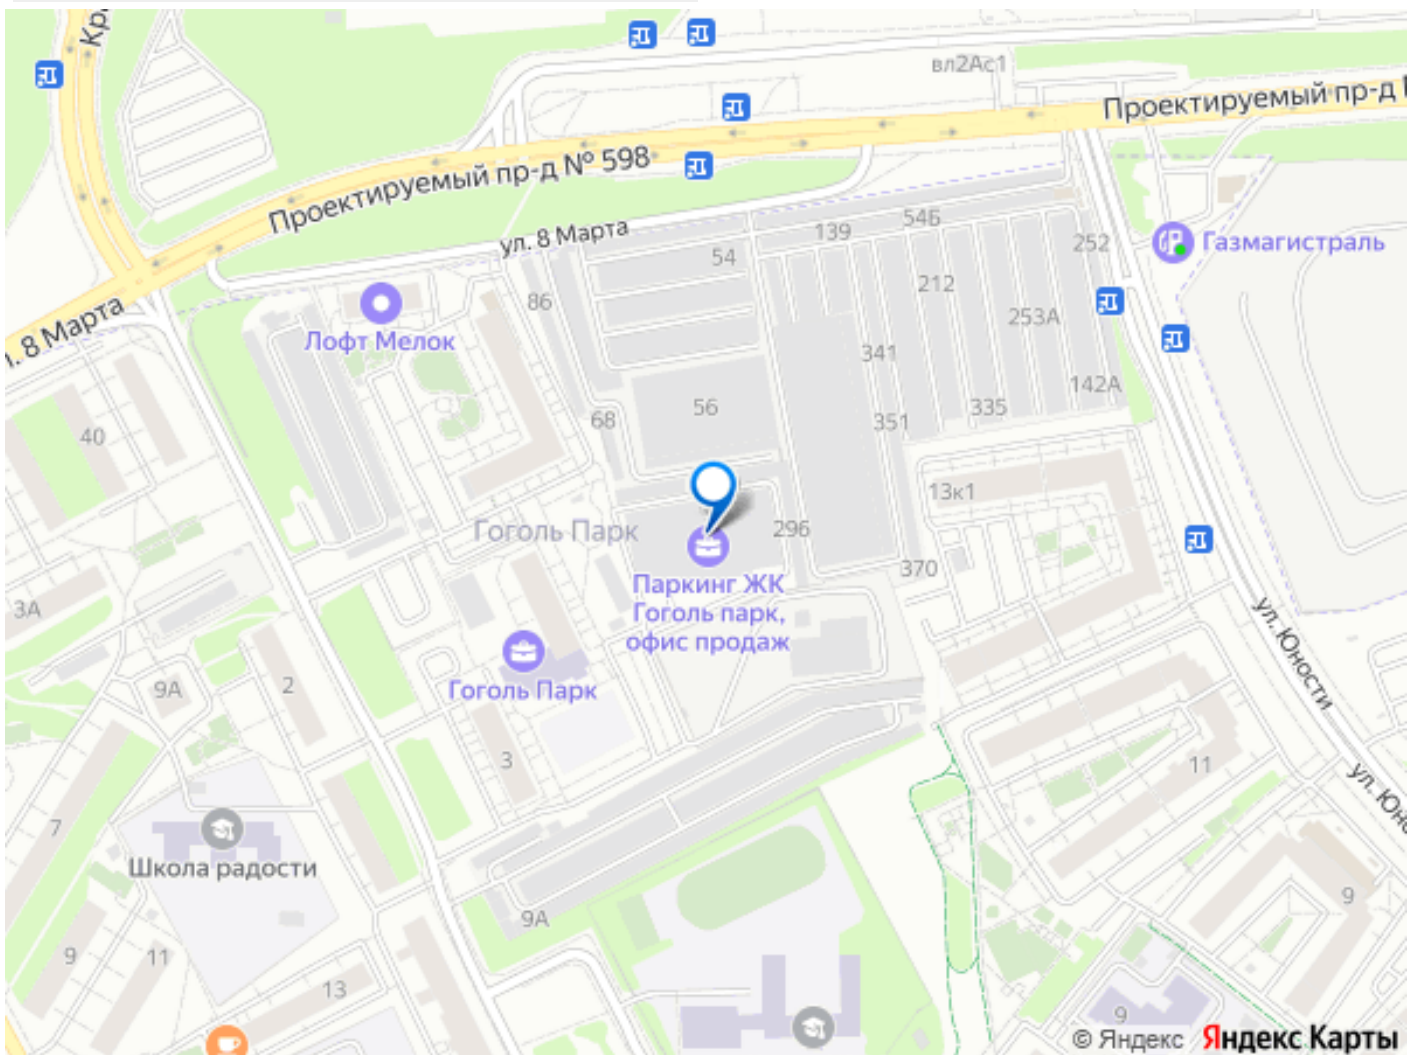 Кр
вл2Ас1
Проектируемый пр-д
Проектируемый пр-д № 598
ул. 8 Марта
54Б
139
252
54
Газмагистраль
86
212
253А
л. 8 Марта
Лофт Мелок
341
142А
56
335
68
351
40
13к1
Гоголь Парк
296
370
Паркинг ЖК
Гоголь парк,
офис продаж
3А
ул. Юности
9А
2
Гоголь Парк
3
11
ул. Юно
7
Школа радости
9
9А
9
11
13
9
© Яндекс Яндекс Карты